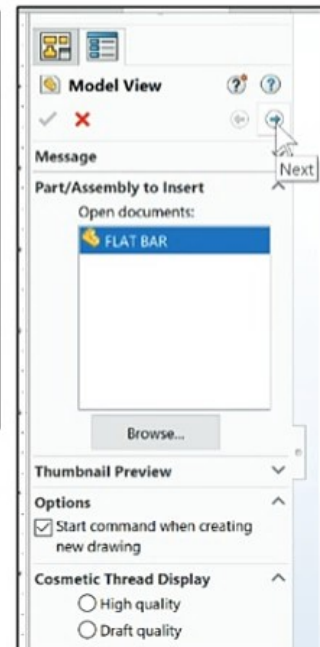 Model View
Message
Next
Part/Assembly to Insert
Open documents:
FLAT BAR
Browse...
Thumbnail Preview
Options
Start command when creating
new drawing
Cosmetic Thread Display
High quality
Draft quality